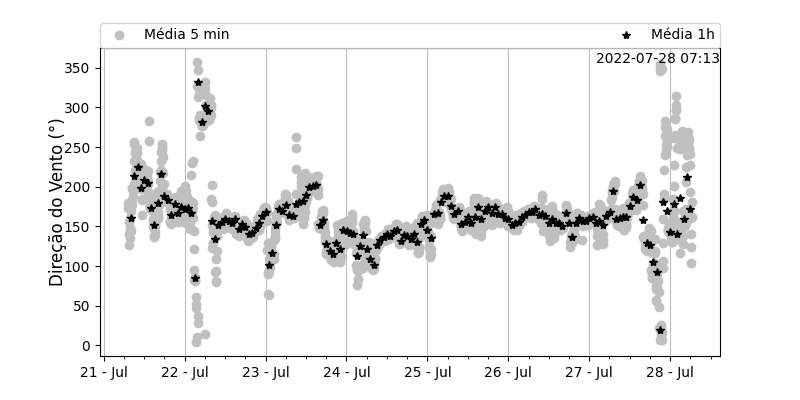 Média 5 min
Média 1h
2022-07-28 07:13
Direção do Vento (°)
350
300
250
200
150
100
50
0
21 - Jul
22 - Jul
23 - Jul
24 - Jul
25 - Jul
26 - Jul
27 - Jul
28 - Jul